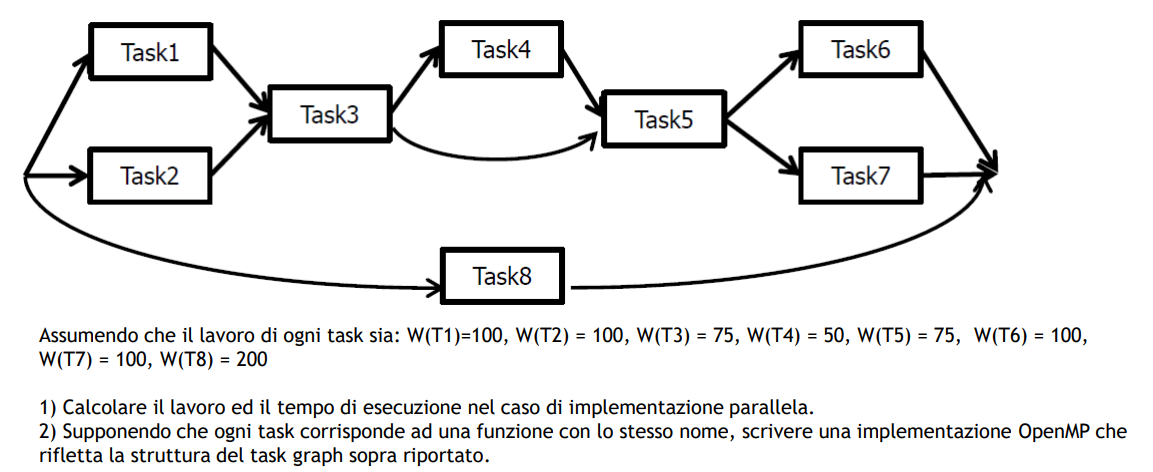 Task1
Task4
Task6
Task3
Task5
Task2
Task7
Task8
Assumendo che il lavoro di ogni task sia: W(T1)=100, W(T2) = 100, W(T3) = 75, W(T4) = 50, W(T5) = 75, W(T6) = 100,
W(T7) = 100, W(T8) = 200
1) Calcolare il lavoro ed il tempo di esecuzione nel caso di implementazione parallela.
2) Supponendo che ogni task corrisponde ad una funzione con lo stesso nome, scrivere una implementazione OpenMP che
rifletta la struttura del task graph sopra riportato.